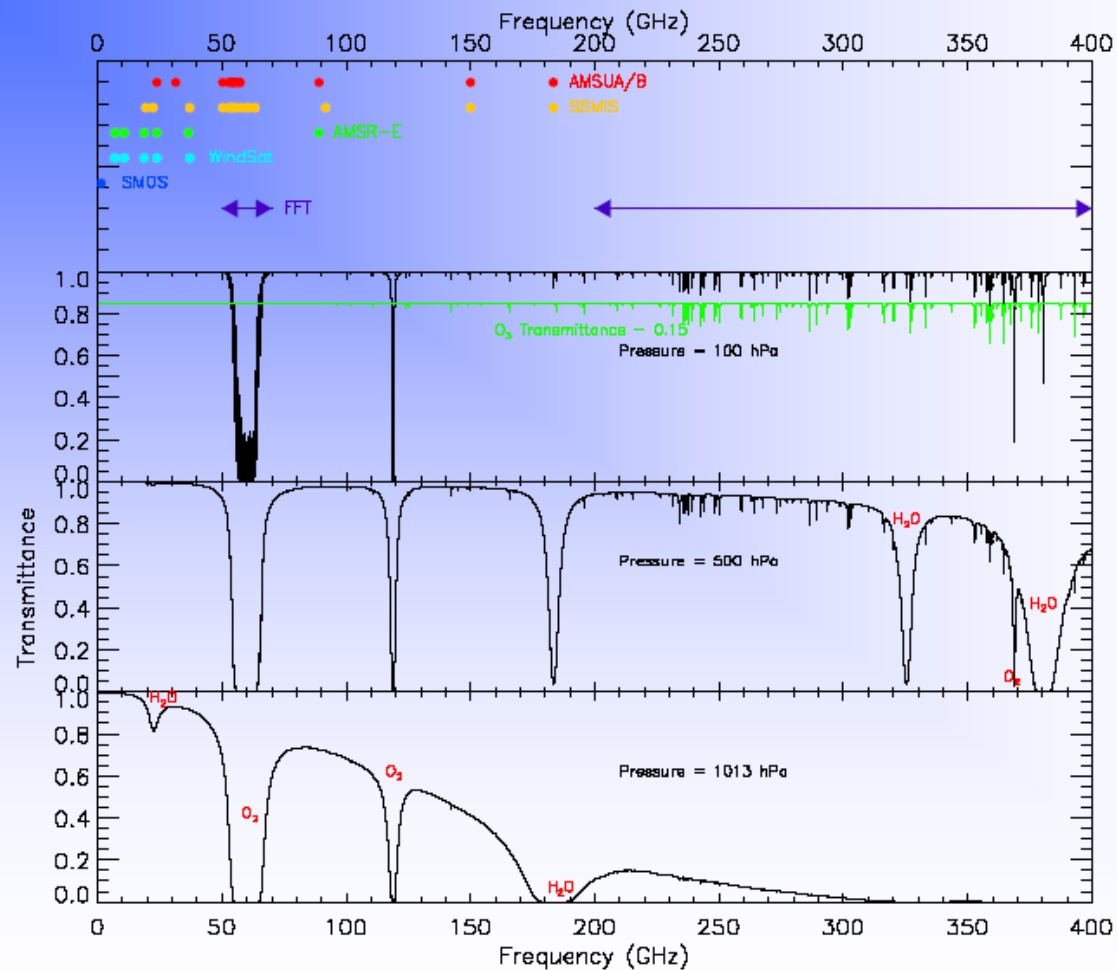 Frequency (GHz)
0 50 100 150 200 250 300 350 400
AMSUA/B
SSMIS
AMSR-E
WindSat
SMOS
FFT
1.0
0.8
O₃ Transmittance - 0.15
Pressure = 100 hPa
0.6
0.4
0.2
0.0
1.0
H₂O
0.8
Pressure = 500 hPa
0.6
H₂O
0.4
0.2
O₂
0.0
Transmittance
1.0
H₂O
0.8
O₂
Pressure = 1013 hPa
0.6
O₂
0.4
0.2
H₂O
0.0
0 50 100 150 200 250 300 350 400
Frequency (GHz)